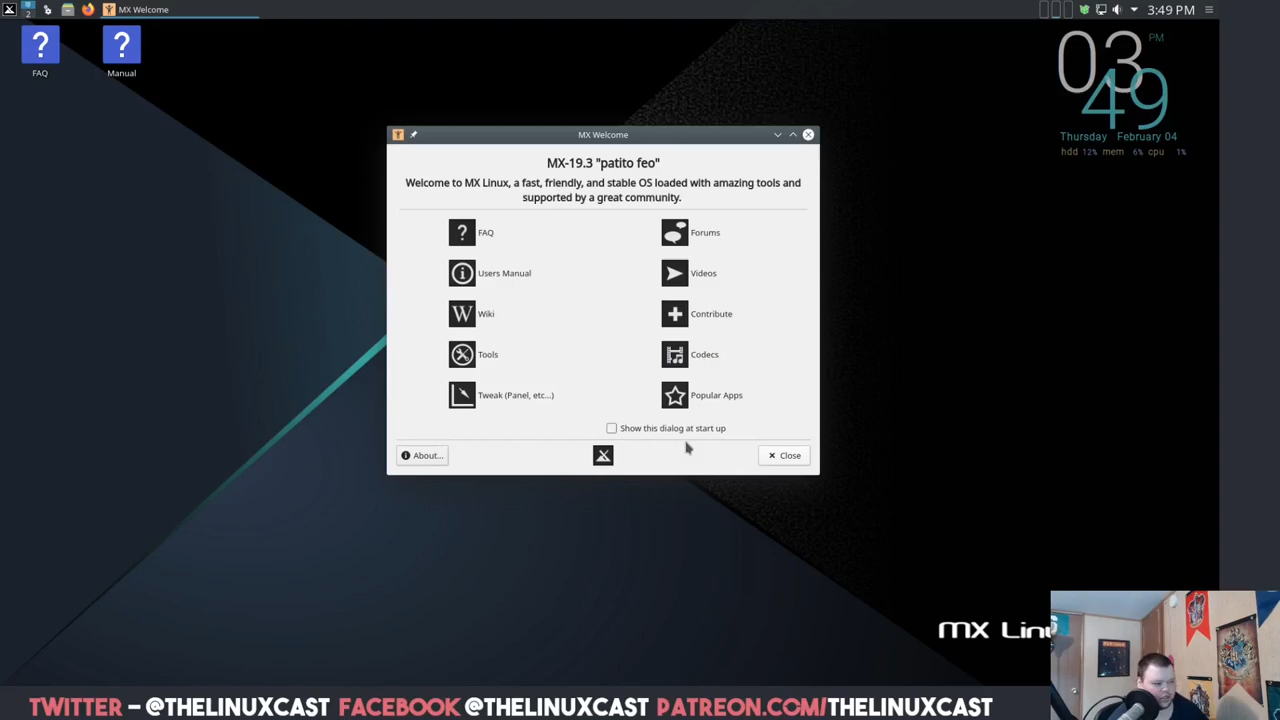 2
MX Welcome
3:49 PM
?
FAQ
?
Manual
03 PM
49
Thursday February 04
hdd 12% mem 6% cpu 1%
MX Welcome
MX-19.3 "patito feo"
Welcome to MX Linux, a fast, friendly, and stable OS loaded with amazing tools and
supported by a great community.
? FAQ
Forums
Users Manual
Videos
W Wiki
Contribute
Tools
Codecs
Tweak (Panel, etc...)
Popular Apps
Show this dialog at start up
About...
Close
MX Linu
TWITTER - @THELINUXCAST FACEBOOK @THELINUXCAST PATREON.COM/THELINUXCAST